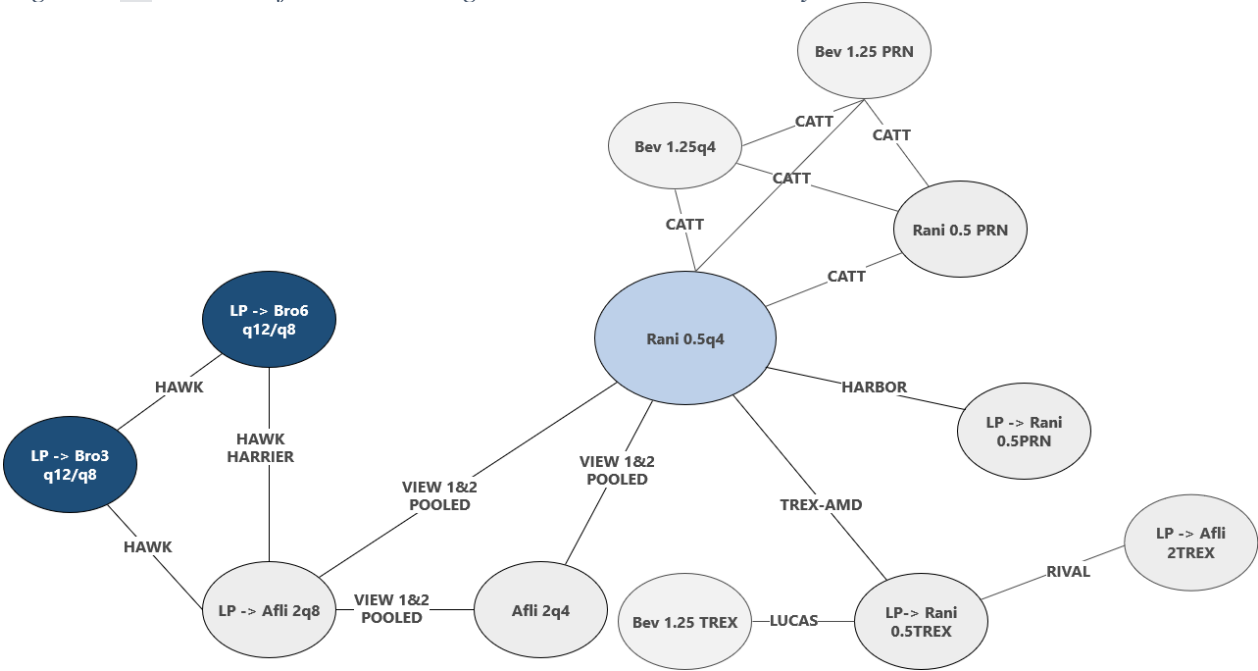 Bev 1.25 PRN
CATT
CATT
Bev 1.25q4
CATT
CATT
Rani 0.5 PRN
CATT
LP -> Bro6
q12/q8
Rani 0.5q4
HAWK
HARBOR
LP -> Rani
0.5PRN
HAWK
HARRIER
LP -> Bro3
q12/q8
VIEW 1&2
POOLED
VIEW 1&2
POOLED
TREX-AMD
HAWK
LP -> Afli
2TREX
RIVAL
LP -> Afli 2q8
VIEW 1&2
POOLED
Afli 2q4
Bev 1.25 TREX
LUCAS
LP-> Rani
0.5TREX